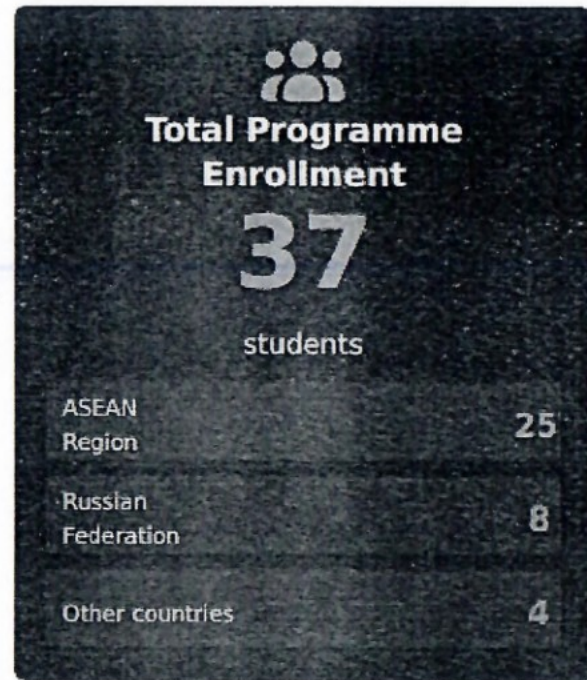 Total Programme
Enrollment
37
students
ASEAN
Region
25
Russian
Federation
8
Other countries
4